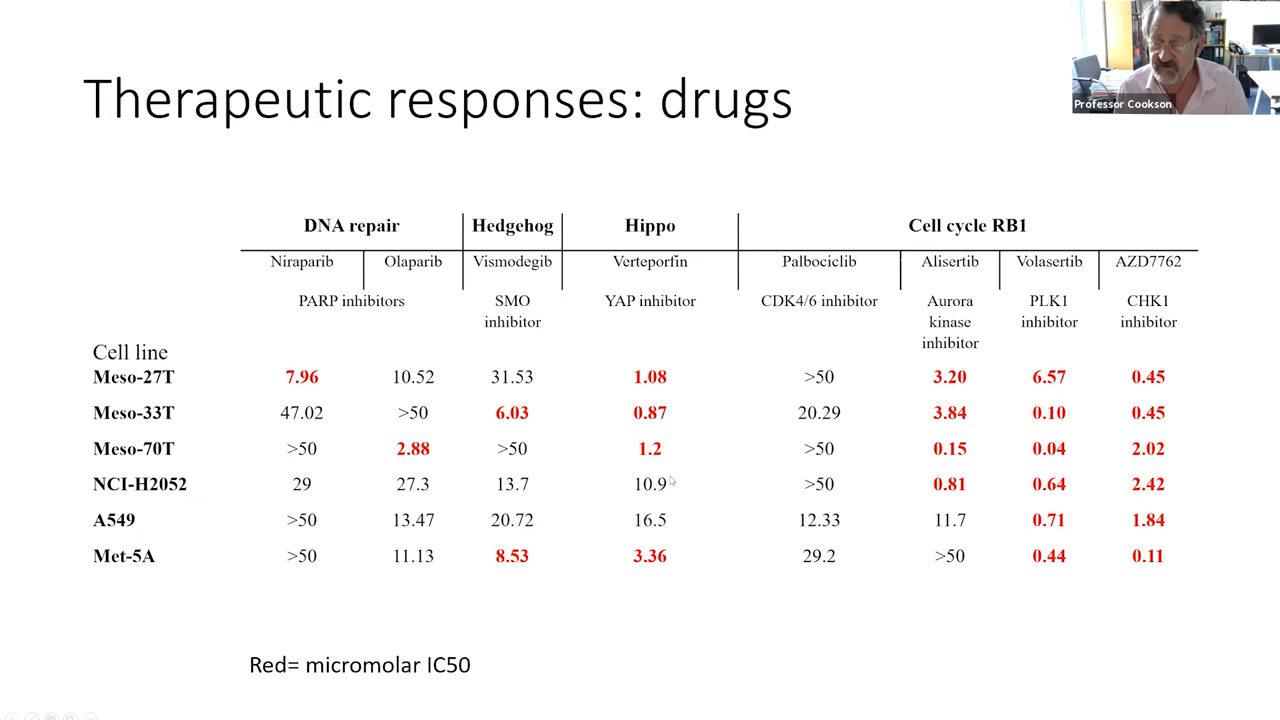 Therapeutic responses: drugs
Professor Cookson
DNA repair Hedgehog Hippo Cell cycle RB1
Niraparib Olaparib Vismodegib Verteporfin Palbociclib Alisertib Volasertib AZD7762
PARP inhibitors SMO inhibitor YAP inhibitor CDK4/6 inhibitor Aurora kinase inhibitor PLK1 inhibitor CHK1 inhibitor
Cell line
Meso-27T 7.96 10.52 31.53 1.08 >50 3.20 6.57 0.45
Meso-33T 47.02 >50 6.03 0.87 20.29 3.84 0.10 0.45
Meso-70T >50 2.88 >50 1.2 >50 0.15 0.04 2.02
NCI-H2052 29 27.3 13.7 10.9 >50 0.81 0.64 2.42
A549 >50 13.47 20.72 16.5 12.33 11.7 0.71 1.84
Met-5A >50 11.13 8.53 3.36 29.2 >50 0.44 0.11
Red= micromolar IC50